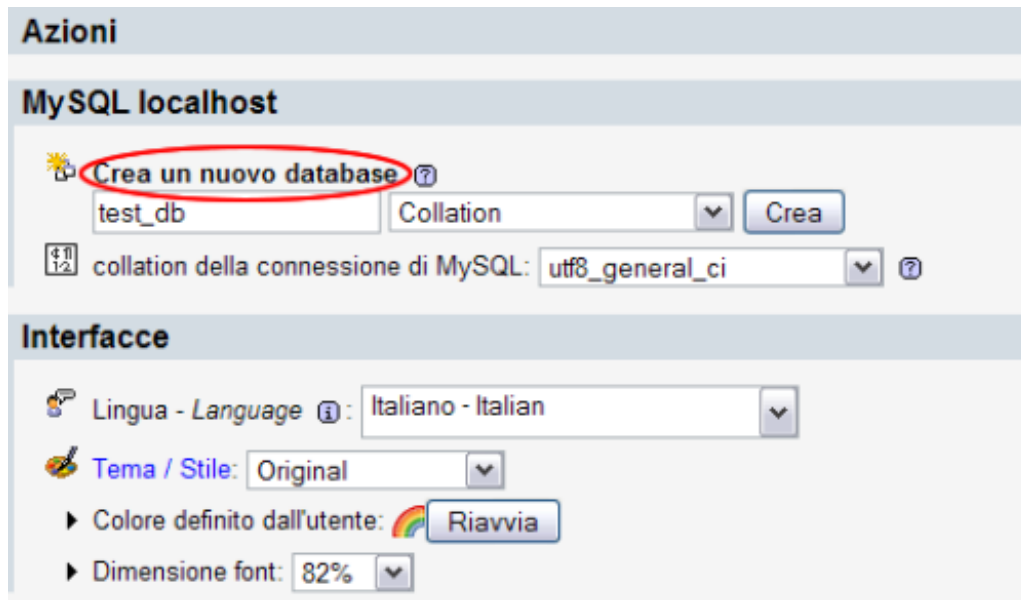 Azioni
MySQL localhost
Crea un nuovo database
test_db Collation Crea
collation della connessione di MySQL: utf8_general_ci
Interfacce
Lingua - Language : Italiano - Italian
Tema / Stile: Original
Colore definito dall'utente: Riavvia
Dimensione font: 82%